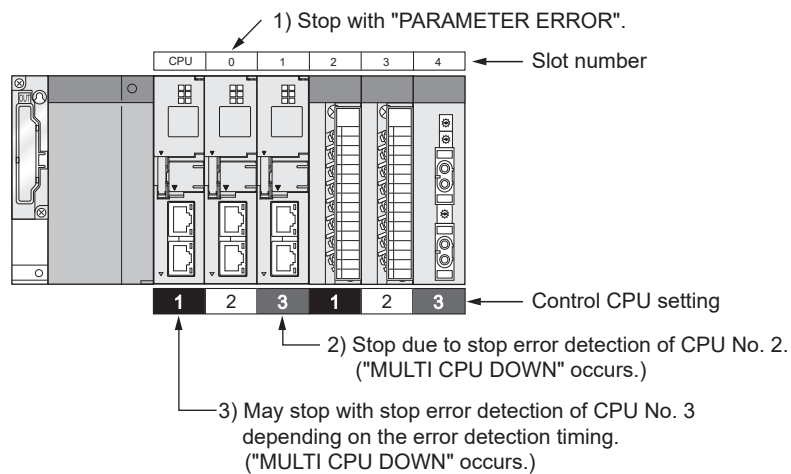 1) Stop with "PARAMETER ERROR".
CPU 0 1 2 3 4 Slot number
OUT
1 2 3 1 2 3 Control CPU setting
2) Stop due to stop error detection of CPU No. 2.
("MULTI CPU DOWN" occurs.)
3) May stop with stop error detection of CPU No. 3
depending on the error detection timing.
("MULTI CPU DOWN" occurs.)